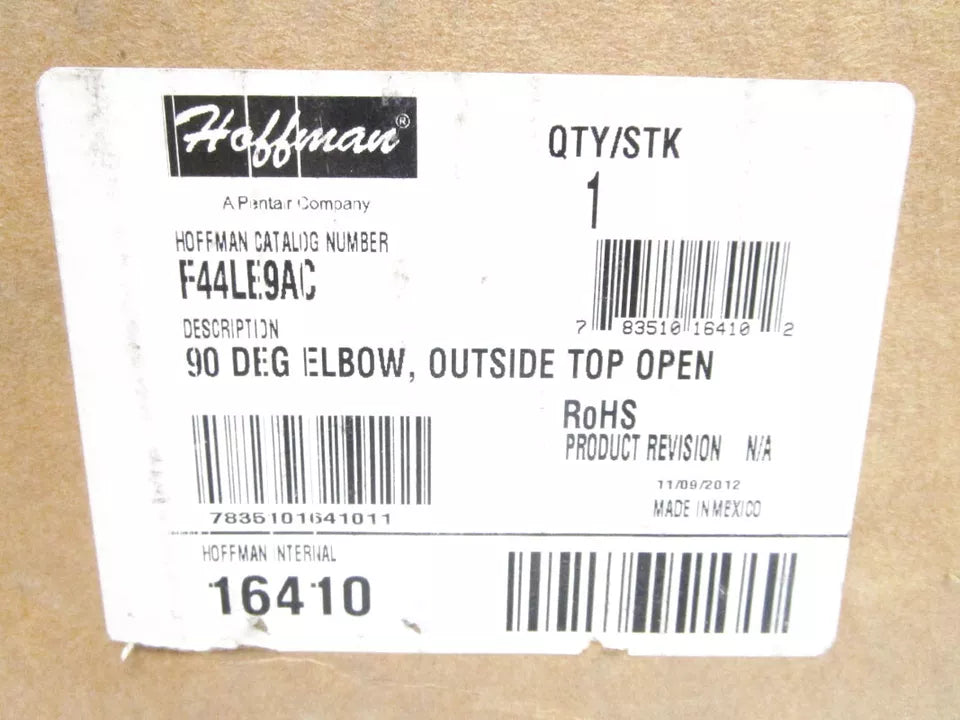 Hoffman®
A Pentair Company
QTY/STK
1
HOFFMAN CATALOG NUMBER
F44LE9AC
7 83510 16410 2
DESCRIPTION
90 DEG ELBOW, OUTSIDE TOP OPEN
RoHS
PRODUCT REVISION N/A
11/09/2012
MADE IN MEXICO
7835101641011
HOFFMAN INTERNAL
16410